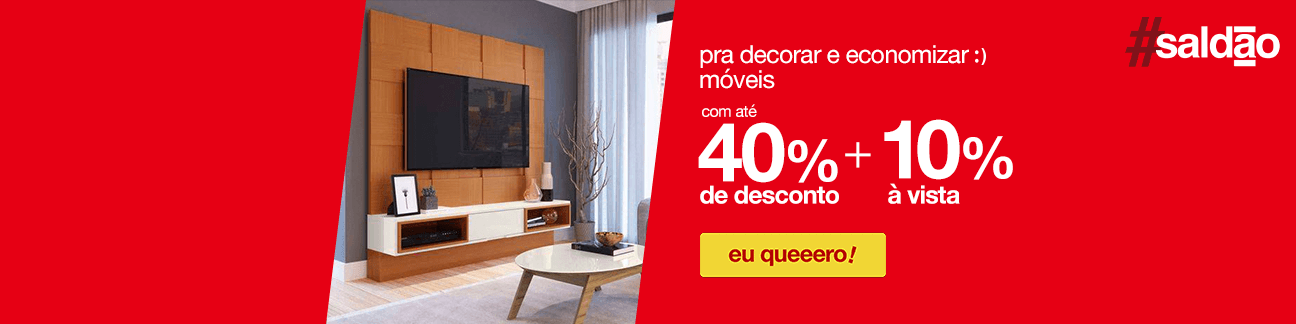 #saldão
pra decorar e economizar :)
móveis
com até
40% + 10%
de desconto à vista
eu queeero!